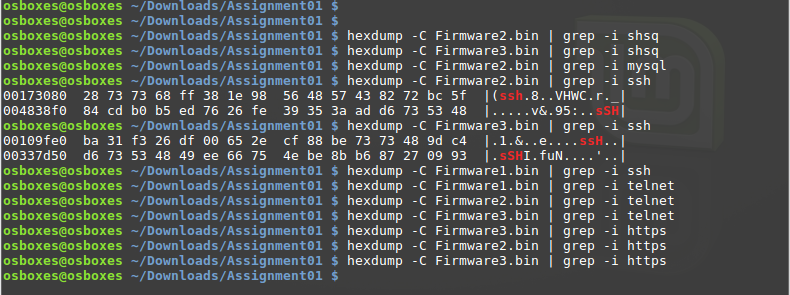 osboxes@osboxes ~/Downloads/Assignment01 $
osboxes@osboxes ~/Downloads/Assignment01 $
osboxes@osboxes ~/Downloads/Assignment01 $ hexdump -C Firmware2.bin | grep -i shsq
osboxes@osboxes ~/Downloads/Assignment01 $ hexdump -C Firmware3.bin | grep -i shsq
osboxes@osboxes ~/Downloads/Assignment01 $ hexdump -C Firmware2.bin | grep -i mysql
osboxes@osboxes ~/Downloads/Assignment01 $ hexdump -C Firmware2.bin | grep -i ssh
00173080  28 73 73 68 ff 38 1e 98  56 48 57 43 82 72 bc 5f  |(ssh.8..VHWC.r._|
004838f0  84 cd b0 b5 ed 76 26 fe  39 35 3a ad d6 73 53 48  |.....v&.95:..sSH|
osboxes@osboxes ~/Downloads/Assignment01 $ hexdump -C Firmware3.bin | grep -i ssh
00109fe0  ba 31 f3 26 df 00 65 2e  cf 88 be 73 73 48 9d c4  |.1.&..e....ssH..|
00337d50  d6 73 53 48 49 ee 66 75  4e be 8b b6 87 27 09 93  |.sSHI.fuN....'..|
osboxes@osboxes ~/Downloads/Assignment01 $ hexdump -C Firmware1.bin | grep -i ssh
osboxes@osboxes ~/Downloads/Assignment01 $ hexdump -C Firmware1.bin | grep -i telnet
osboxes@osboxes ~/Downloads/Assignment01 $ hexdump -C Firmware2.bin | grep -i telnet
osboxes@osboxes ~/Downloads/Assignment01 $ hexdump -C Firmware3.bin | grep -i telnet
osboxes@osboxes ~/Downloads/Assignment01 $ hexdump -C Firmware1.bin | grep -i https
osboxes@osboxes ~/Downloads/Assignment01 $ hexdump -C Firmware2.bin | grep -i https
osboxes@osboxes ~/Downloads/Assignment01 $ hexdump -C Firmware3.bin | grep -i https
osboxes@osboxes ~/Downloads/Assignment01 $